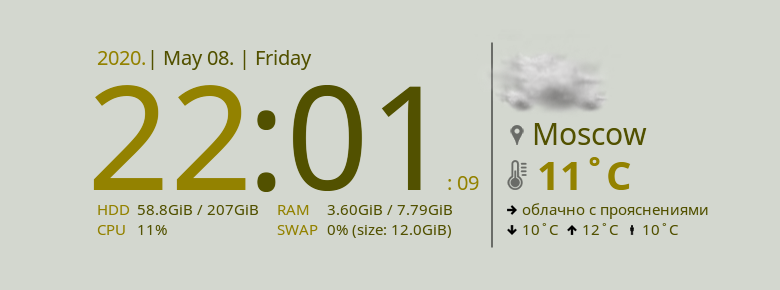 2020.| May 08. | Friday
22:01 : 09
HDD 58.8GiB / 207GiB RAM 3.60GiB / 7.79GiB
CPU 11% SWAP 0% (size: 12.0GiB)
Moscow
11˚C
облачно с прояснениями
10˚C 12˚C 10˚C